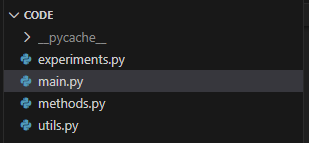 CODE
__pycache__
experiments.py
main.py
methods.py
utils.py